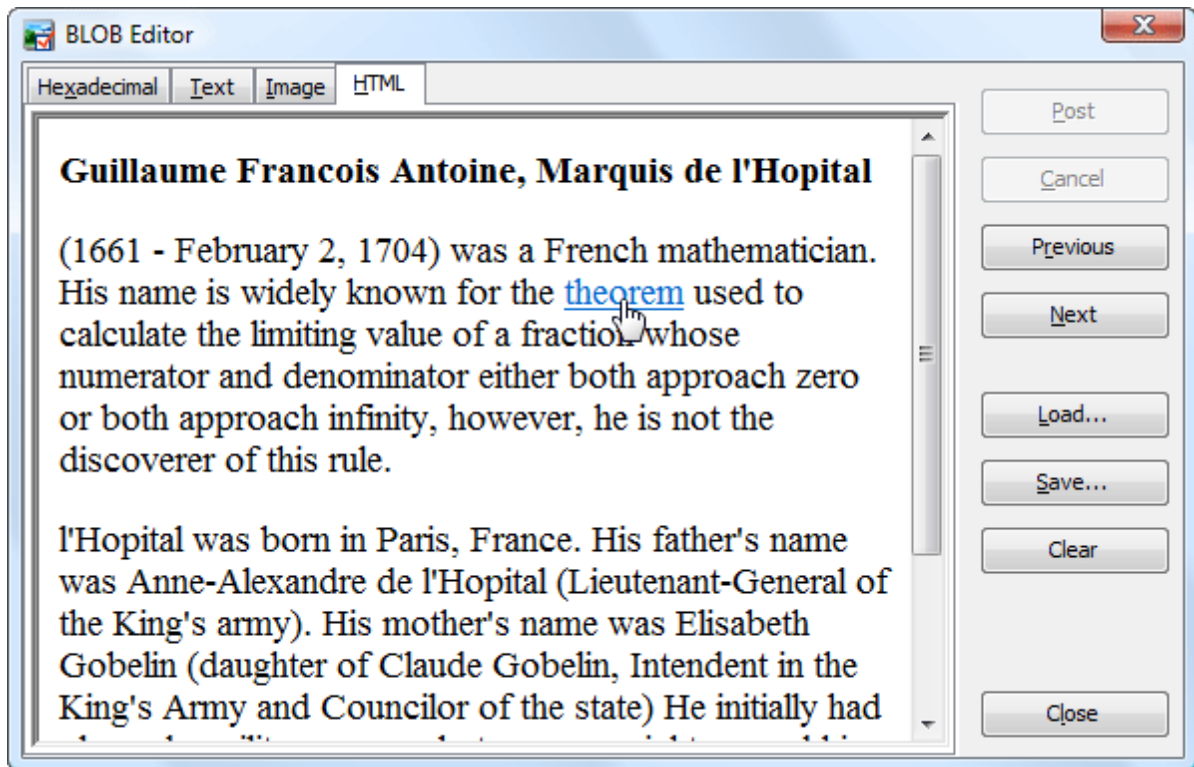 BLOB Editor
Hexadecimal Text Image HTML
Guillaume Francois Antoine, Marquis de l'Hopital
(1661 - February 2, 1704) was a French mathematician.
His name is widely known for the theorem used to
calculate the limiting value of a fraction whose
numerator and denominator either both approach zero
or both approach infinity, however, he is not the
discoverer of this rule.
l'Hopital was born in Paris, France. His father's name
was Anne-Alexandre de l'Hopital (Lieutenant-General of
the King's army). His mother's name was Elisabeth
Gobelin (daughter of Claude Gobelin, Intendent in the
King's Army and Councilor of the state) He initially had
Post
Cancel
Previous
Next
Load...
Save...
Clear
Close